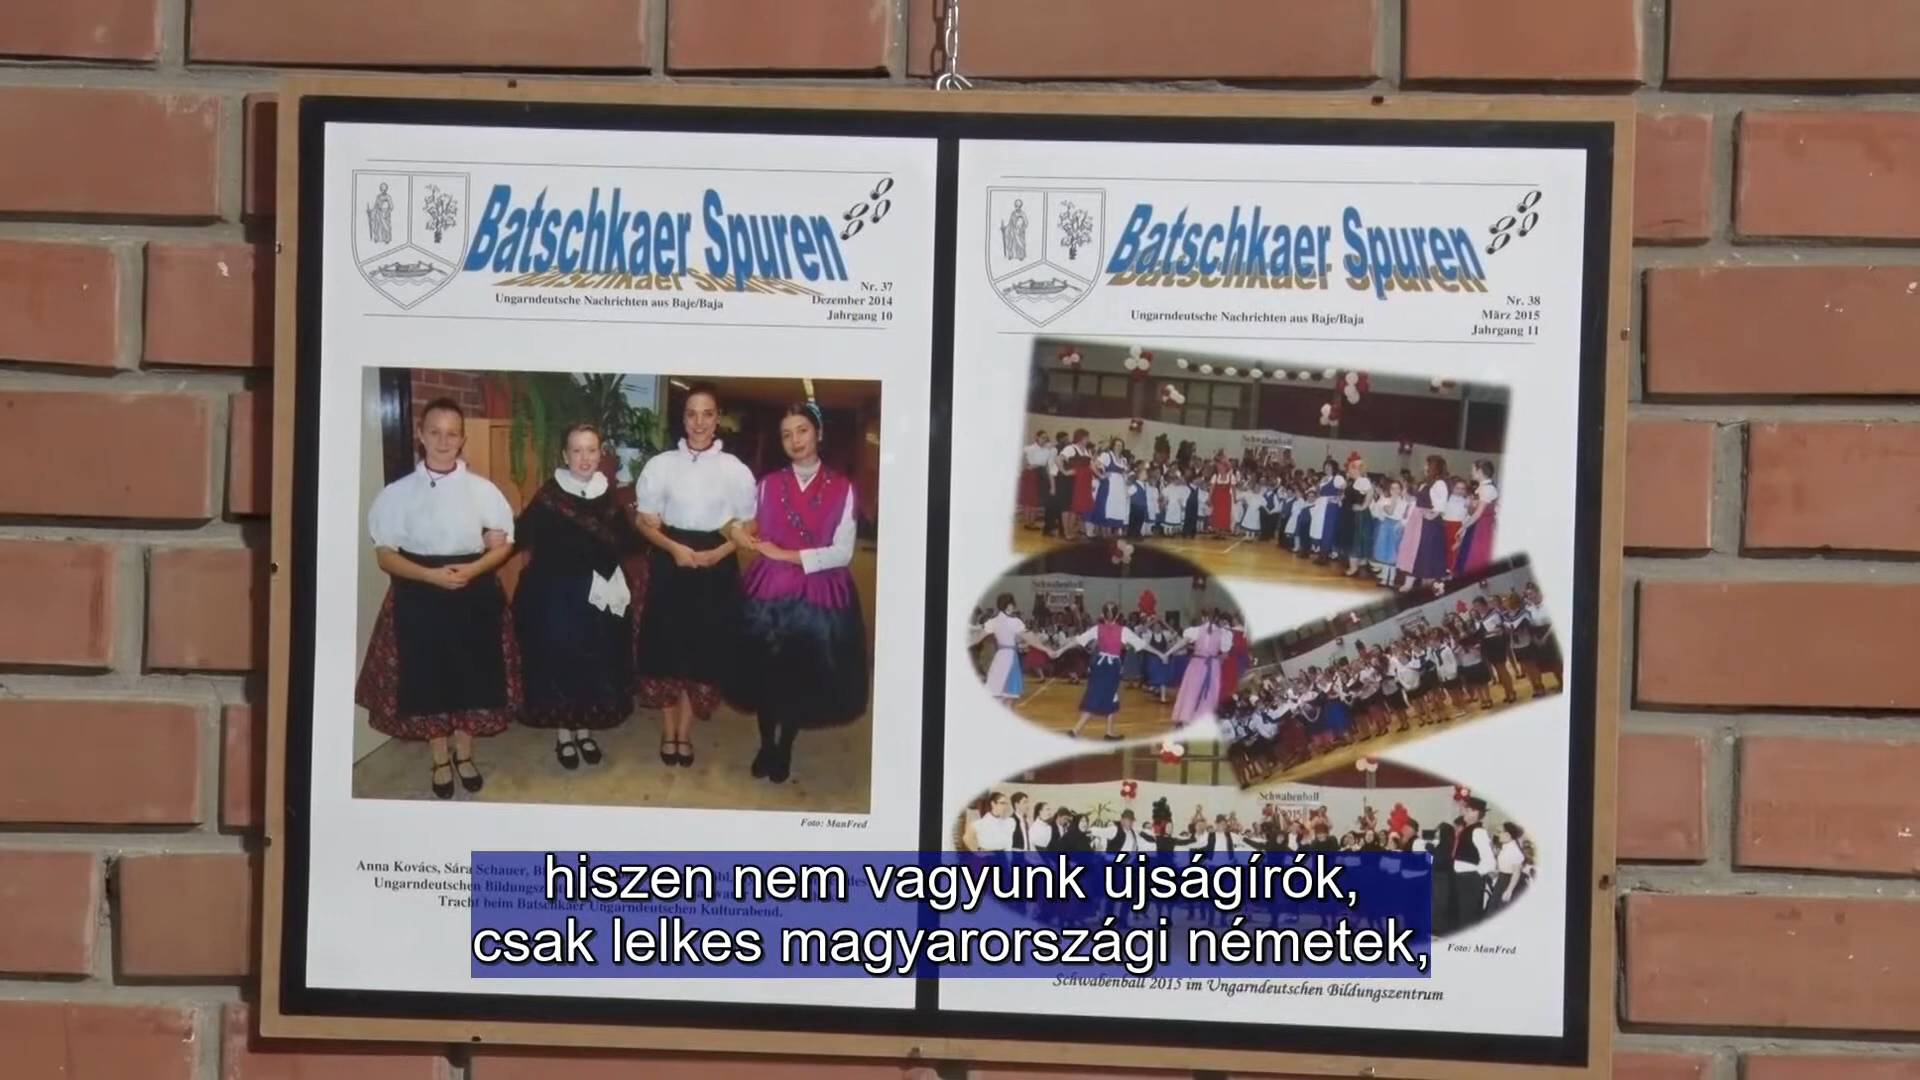 Batschkaer Spuren
Nr. 37
Ungarndeutsche Nachrichten aus Baje/Baja
Dezember 2014
Jahrgang 10
Foto: ManFred
Anna Kovács, Sára Schauer,
Ungarndeutschen
Tracht beim Batschkaer Ungarndeutschen Kulturabend.
Batschkaer Spuren
Nr. 38
Ungarndeutsche Nachrichten aus Baje/Baja
März 2015
Jahrgang 11
Schwabenball
Schwabenball
2015
Schwabenball
2015
Foto: ManFred
Schwabenball 2015 im Ungarndeutschen Bildungszentrum
hiszen nem vagyunk újságírók,
csak lelkes magyarországi németek,